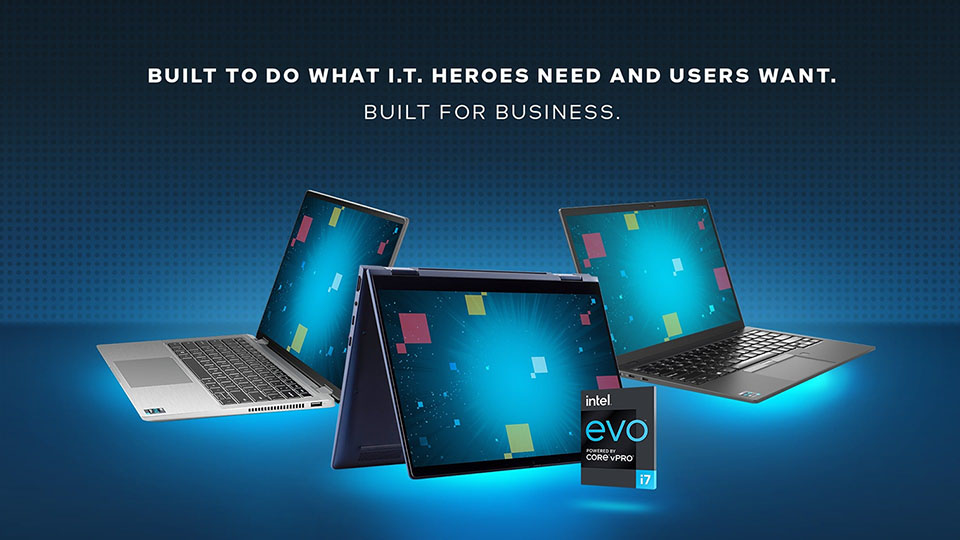 BUILT TO DO WHAT I.T. HEROES NEED AND USERS WANT.
BUILT FOR BUSINESS.
intel.
evo
POWERED BY
CORE vPRO®
i7